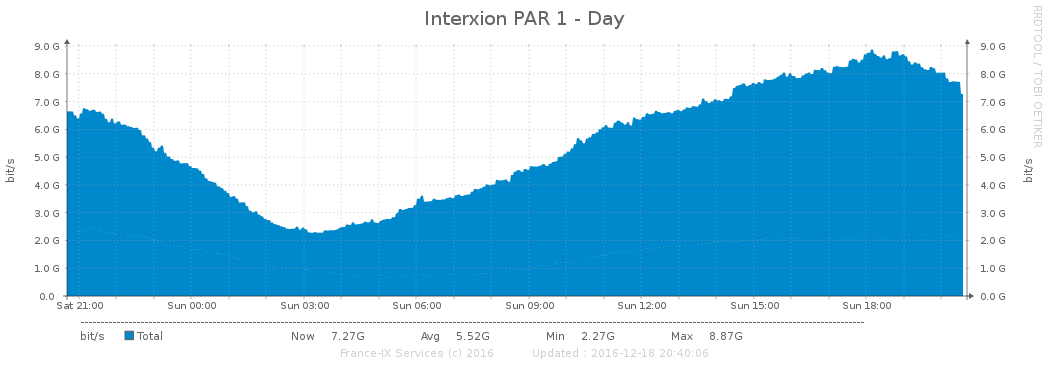 Interxion PAR 1 - Day
RRDTOOL / TOBI OETIKER
bit/s
9.0 G 9.0 G
8.0 G 8.0 G
7.0 G 7.0 G
6.0 G 6.0 G
5.0 G 5.0 G
4.0 G 4.0 G
3.0 G 3.0 G
2.0 G 2.0 G
1.0 G 1.0 G
0.0 0.0 G
bit/s
Sat 21:00 Sun 00:00 Sun 03:00 Sun 06:00 Sun 09:00 Sun 12:00 Sun 15:00 Sun 18:00
bit/s Total Now 7.27G Avg 5.52G Min 2.27G Max 8.87G
France-IX Services (c) 2016 Updated : 2016-12-18 20:40:06